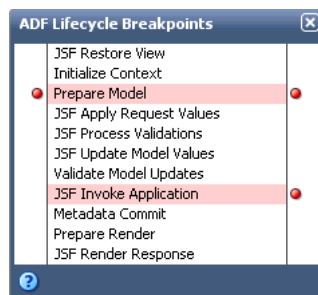 ADF Lifecycle Breakpoints
JSF Restore View
Initialize Context
Prepare Model
JSF Apply Request Values
JSF Process Validations
JSF Update Model Values
Validate Model Updates
JSF Invoke Application
Metadata Commit
Prepare Render
JSF Render Response
?